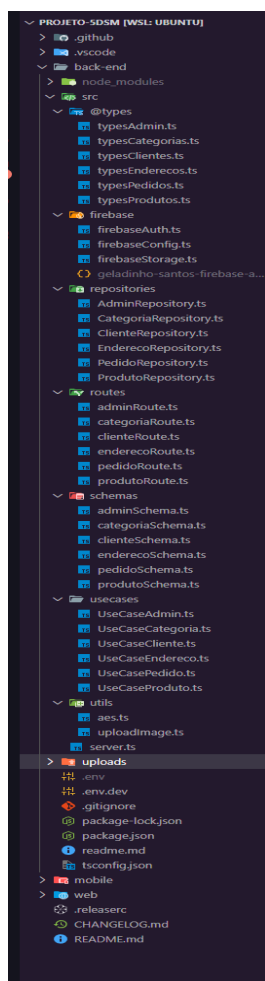 PROJETO-5DSM [WSL: UBUNTU]
.github
.vscode
back-end
node_modules
src
@types
typesAdmin.ts
typesCategorias.ts
typesClientes.ts
typesEnderecos.ts
typesPedidos.ts
typesProdutos.ts
firebase
firebaseAuth.ts
firebaseConfig.ts
firebaseStorage.ts
geladinho-santos-firebase-a...
repositories
AdminRepository.ts
CategoriaRepository.ts
ClienteRepository.ts
EnderecoRepository.ts
PedidoRepository.ts
ProdutoRepository.ts
routes
adminRoute.ts
categoriaRoute.ts
clienteRoute.ts
enderecoRoute.ts
pedidoRoute.ts
produtoRoute.ts
schemas
adminSchema.ts
categoriaSchema.ts
clienteSchema.ts
enderecoSchema.ts
pedidoSchema.ts
produtoSchema.ts
usecases
UseCaseAdmin.ts
UseCaseCategoria.ts
UseCaseCliente.ts
UseCaseEndereco.ts
UseCasePedido.ts
UseCaseProduto.ts
utils
aes.ts
uploadImage.ts
server.ts
uploads
.env
.env.dev
.gitignore
package-lock.json
package.json
readme.md
tsconfig.json
mobile
web
.releaserc
CHANGELOG.md
README.md